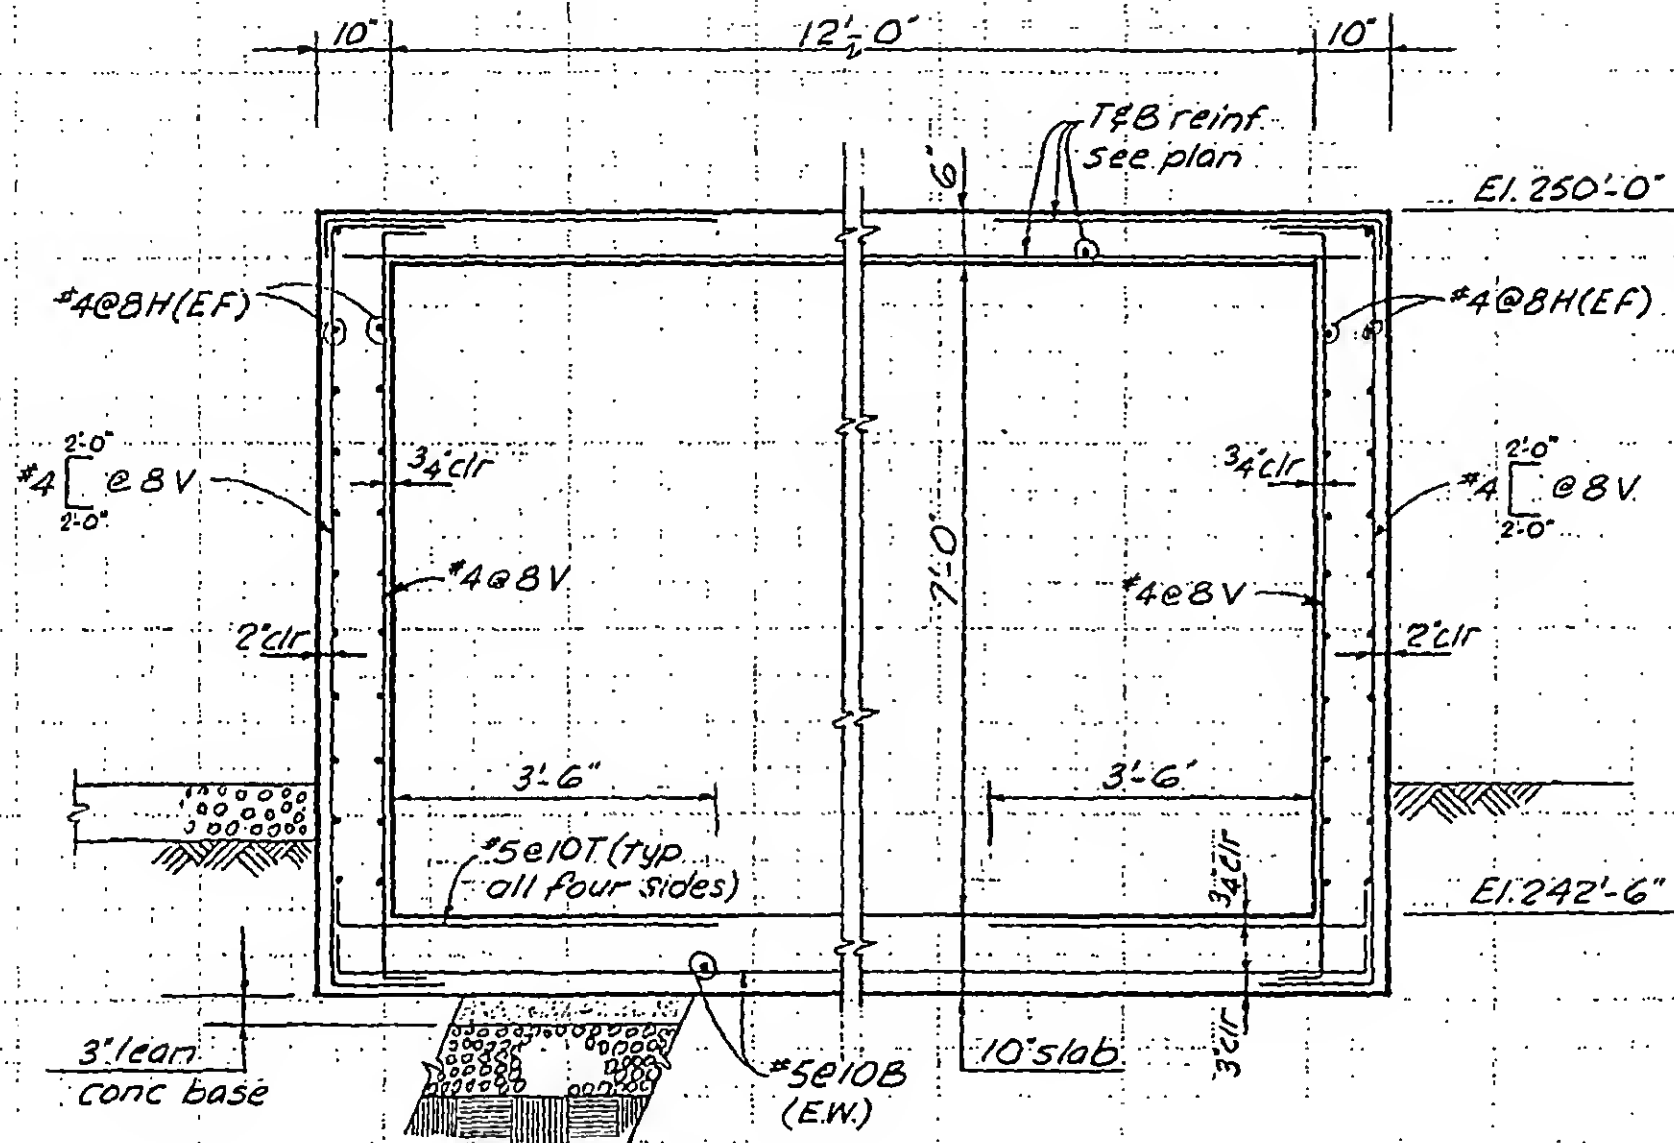 10"
12'-0"
10"
T&B reinf.
see plan
6"
El. 250'-0"
#4@8H(EF)
#4@8H(EF)
2'-0"
#4 @ 8 V
2'-0"
3/4" clr
3/4" clr
2'-0"
#4 @ 8 V
2'-0"
7'-0"
#4@8V
#4@8V
2" clr
2" clr
3'-6"
3'-6"
#5@10T (typ
all four sides)
3/4" clr
El. 242'-6"
3" lean
conc base
#5@10B
(E.W.)
10" slab
3" clr